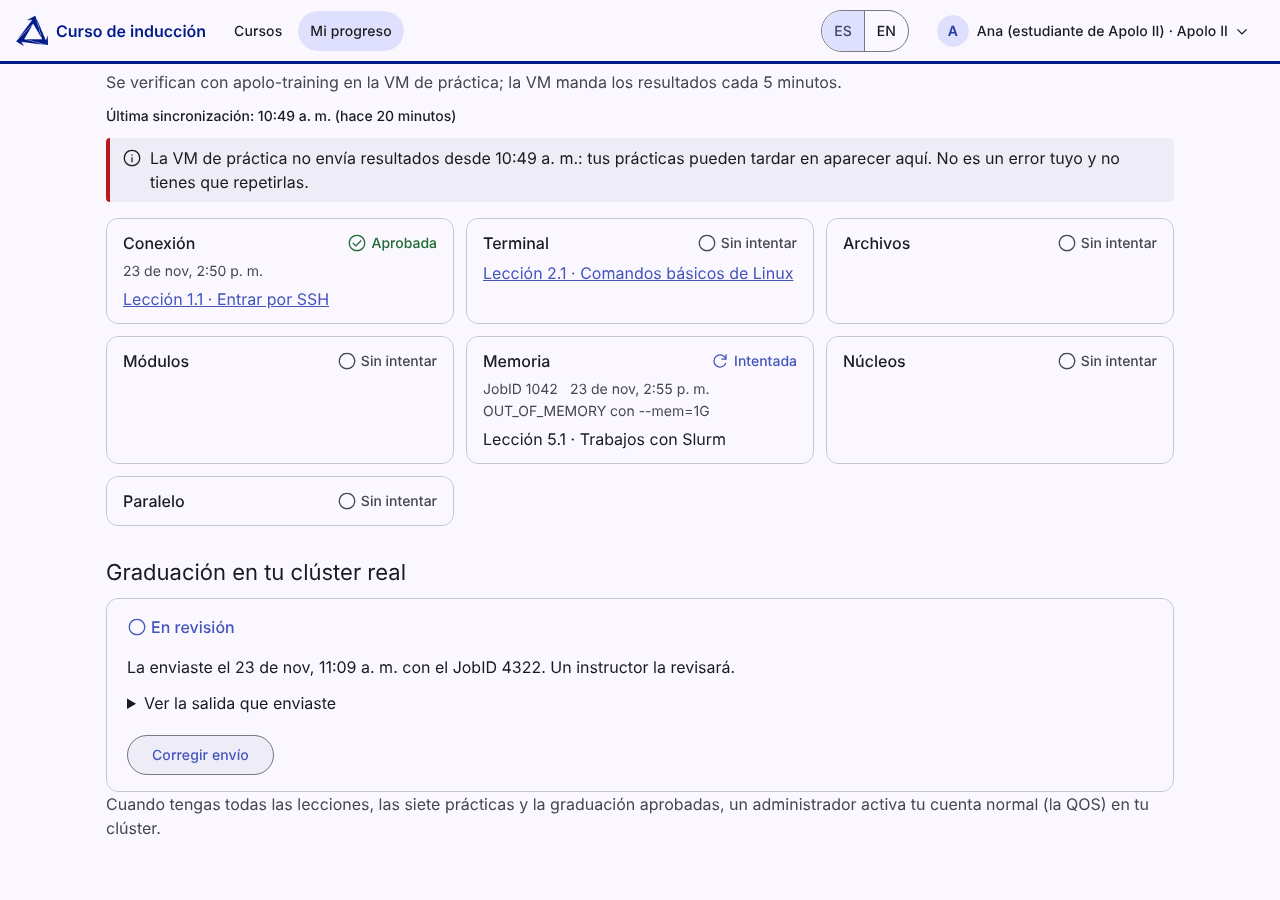 Curso de inducción
Cursos
Mi progreso
ES
EN
A
Ana (estudiante de Apolo II) · Apolo II
Se verifican con apolo-training en la VM de práctica; la VM manda los resultados cada 5 minutos.
Última sincronización: 10:49 a. m. (hace 20 minutos)
La VM de práctica no envía resultados desde 10:49 a. m.: tus prácticas pueden tardar en aparecer aquí. No es un error tuyo y no
tienes que repetirlas.
Conexión
Aprobada
23 de nov, 2:50 p. m.
Lección 1.1 · Entrar por SSH
Terminal
Sin intentar
Lección 2.1 · Comandos básicos de Linux
Archivos
Sin intentar
Módulos
Sin intentar
Memoria
Intentada
JobID 1042 23 de nov, 2:55 p. m.
OUT_OF_MEMORY con --mem=1G
Lección 5.1 · Trabajos con Slurm
Núcleos
Sin intentar
Paralelo
Sin intentar
Graduación en tu clúster real
En revisión
La enviaste el 23 de nov, 11:09 a. m. con el JobID 4322. Un instructor la revisará.
Ver la salida que enviaste
Corregir envío
Cuando tengas todas las lecciones, las siete prácticas y la graduación aprobadas, un administrador activa tu cuenta normal (la QOS) en tu
clúster.